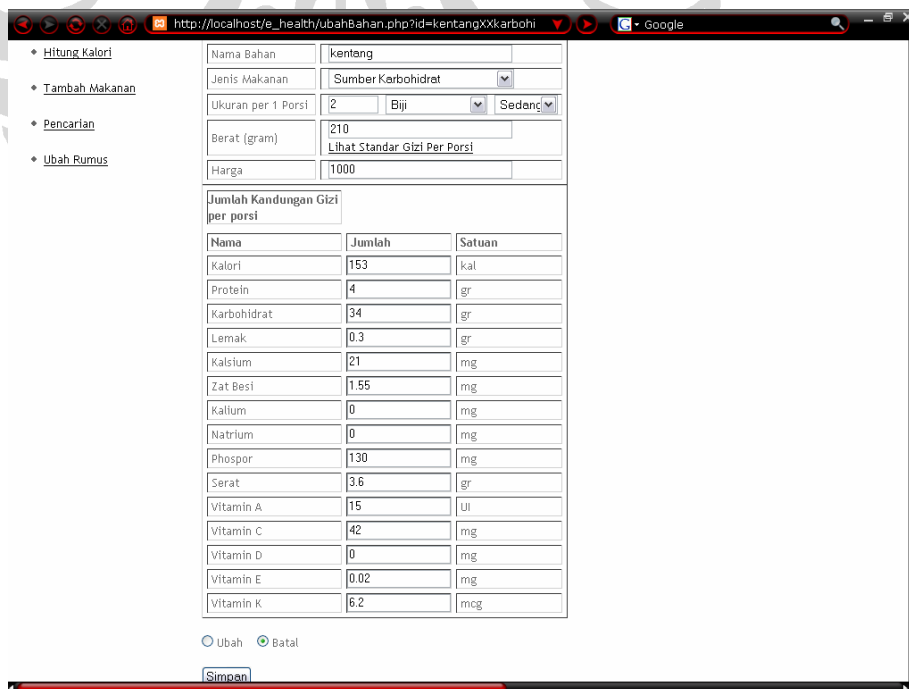 http://localhost/e_health/ubahBahan.php?id=kentangXXkarbohi
Google
Hitung Kalori
Tambah Makanan
Pencarian
Ubah Rumus
Nama Bahan kentang
Jenis Makanan Sumber Karbohidrat
Ukuran per 1 Porsi 2 Biji Sedang
Berat (gram) 210
Lihat Standar Gizi Per Porsi
Harga 1000
Jumlah Kandungan Gizi
per porsi
Nama Jumlah Satuan
Kalori 153 kal
Protein 4 gr
Karbohidrat 34 gr
Lemak 0.3 gr
Kalsium 21 mg
Zat Besi 1.55 mg
Kalium 0 mg
Natrium 0 mg
Phospor 130 mg
Serat 3.6 gr
Vitamin A 15 UI
Vitamin C 42 mg
Vitamin D 0 mg
Vitamin E 0.02 mg
Vitamin K 6.2 mcg
Ubah Batal
Simpan